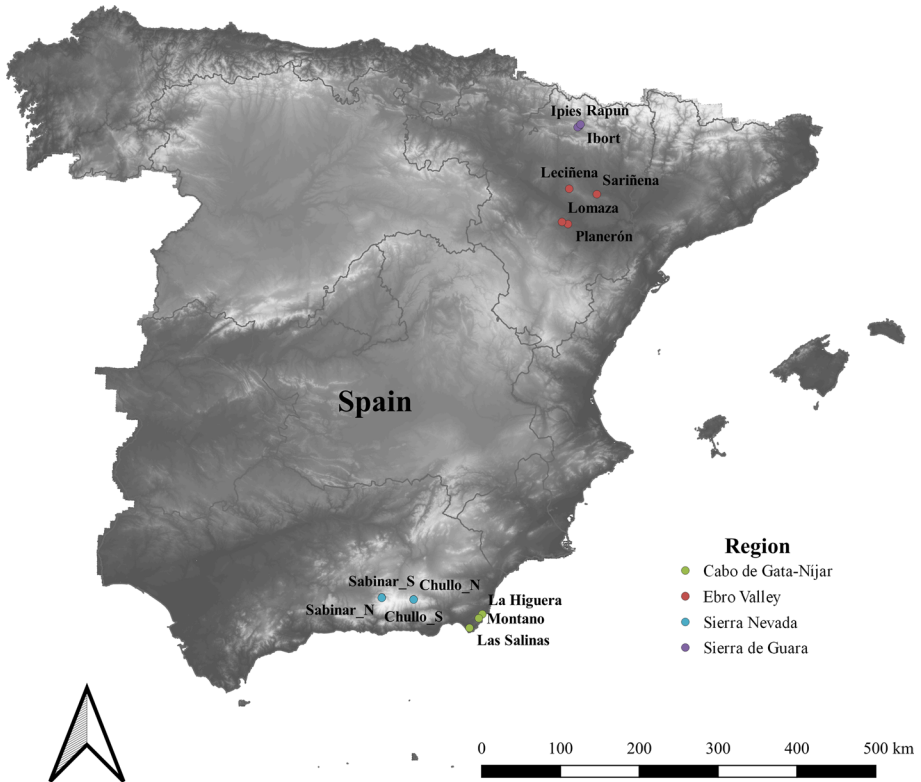 Ipies Rapun
Ibort
Leciñena
Sariñena
Lomaza
Planerón
Spain
Region
Cabo de Gata-Níjar
Ebro Valley
Sierra Nevada
Sierra de Guara
Sabinar_S Chullo_N
Sabinar_N Chullo_S
La Higuera
Montano
Las Salinas
0 100 200 300 400 500 km